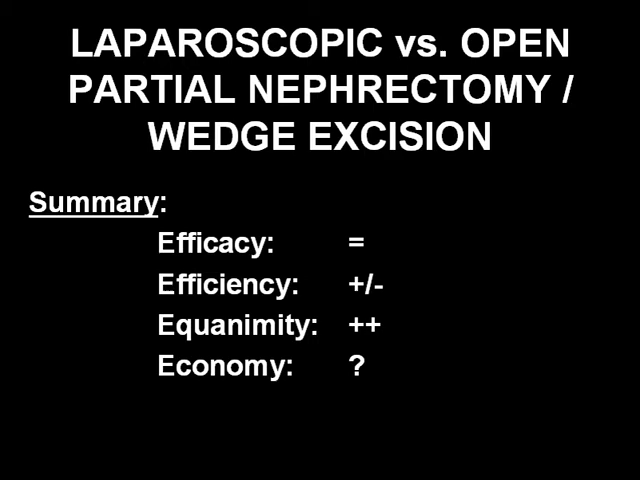 LAPAROSCOPIC vs. OPEN
PARTIAL NEPHRECTOMY /
WEDGE EXCISION
Summary:
Efficacy: =
Efficiency: +/-
Equanimity: ++
Economy: ?